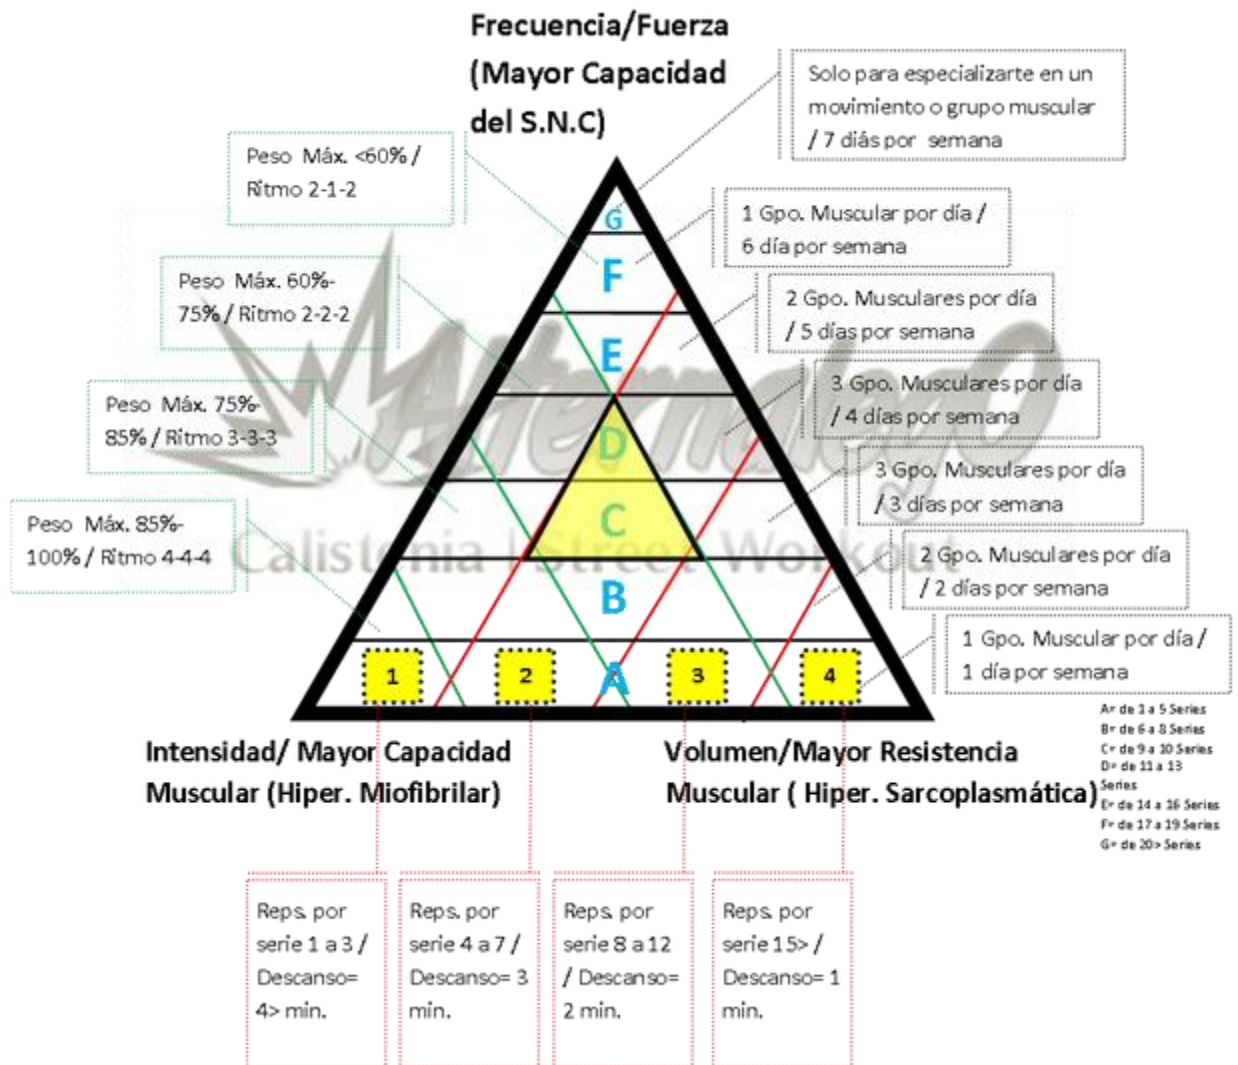 Frecuencia/Fuerza
(Mayor Capacidad
del S.N.C)
Solo para especializarte en un
movimiento o grupo muscular
/ 7 diás por semana
Peso Máx. <60% /
Ritmo 2-1-2
G
1 Gpo. Muscular por día /
6 día por semana
F
Peso Máx. 60%-
75% / Ritmo 2-2-2
2 Gpo. Musculares por día
/ 5 días por semana
E
3 Gpo. Musculares por día
/ 4 días por semana
Peso Máx. 75%-
85% / Ritmo 3-3-3
AlternalegO
D
3 Gpo. Musculares por día
/ 3 días por semana
Peso Máx. 85%-
100% / Ritmo 4-4-4
C
Calistenia | Street Workout
2 Gpo. Musculares por día
/ 2 días por semana
B
1 Gpo. Muscular por día /
1 día por semana
1 2 A 3 4
Intensidad/ Mayor Capacidad
Muscular (Hiper. Miofibrilar)
Volumen/Mayor Resistencia
Muscular ( Hiper. Sarcoplasmática)
A= de 1 a 5 Series
B= de 6 a 8 Series
C= de 9 a 10 Series
D= de 11 a 13
Series
E= de 14 a 16 Series
F= de 17 a 19 Series
G= de 20> Series
Reps. por
serie 1 a 3 /
Descanso=
4> min.
Reps. por
serie 4 a 7 /
Descanso= 3
min.
Reps. por
serie 8 a 12
/ Descanso=
2 min.
Reps. por
serie 15> /
Descanso= 1
min.